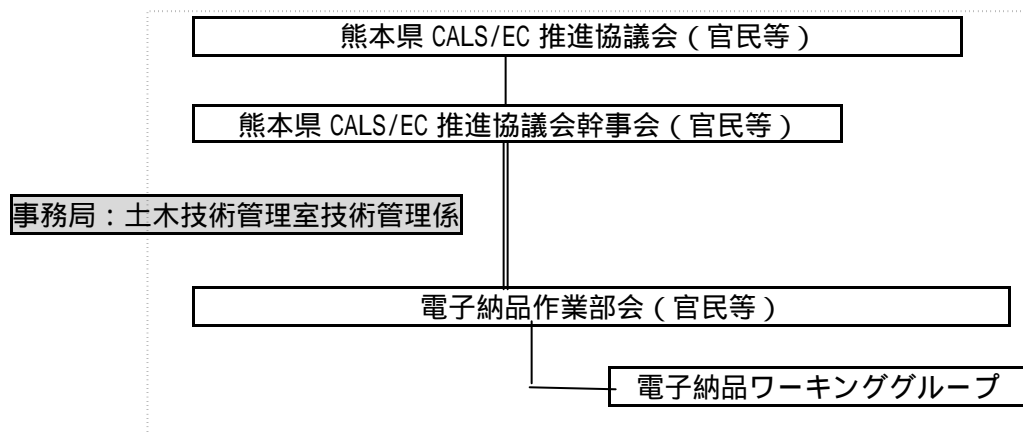 熊本県 CALS/EC 推進協議会（官民等）
熊本県 CALS/EC 推進協議会幹事会（官民等）
事務局：土木技術管理室技術管理係
電子納品作業部会（官民等）
電子納品ワーキンググループ